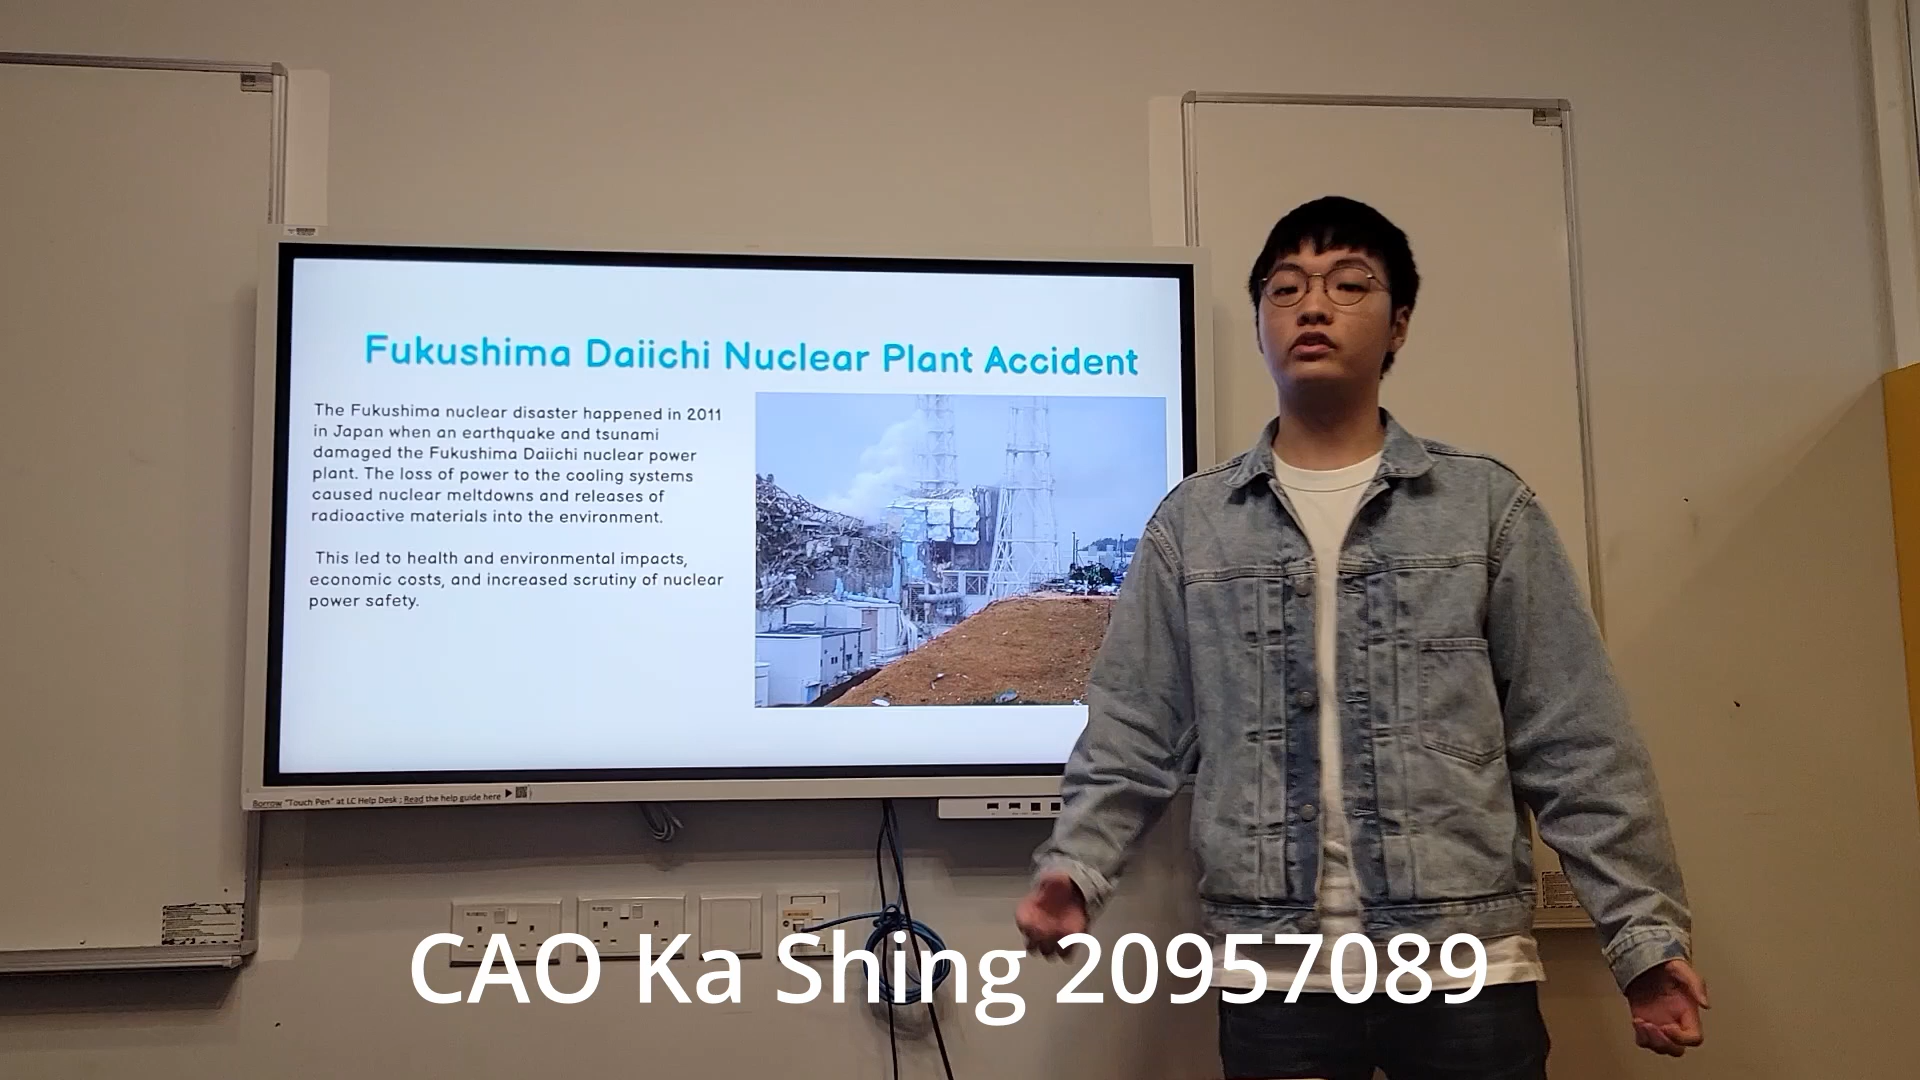 Fukushima Daiichi Nuclear Plant Accident
The Fukushima nuclear disaster happened in 2011
in Japan when an earthquake and tsunami
damaged the Fukushima Daiichi nuclear power
plant. The loss of power to the cooling systems
caused nuclear meltdowns and releases of
radioactive materials into the environment.
This led to health and environmental impacts,
economic costs, and increased scrutiny of nuclear
power safety.
Borrow "Touch Pen" at LC Help Desk ; Read the help guide here
CAO Ka Shing 20957089